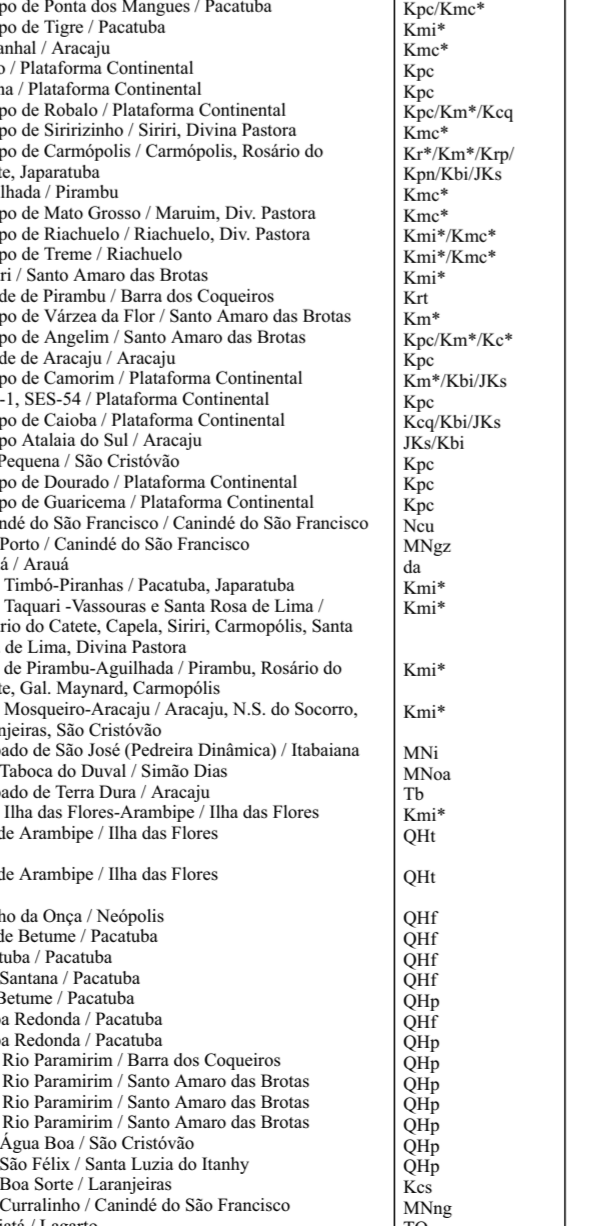 po de Ponta dos Mangues / Pacatuba Kpc/Kmc*
po de Tigre / Pacatuba Kmi*
anhal / Aracaju Kmc*
o / Plataforma Continental Kpc
na / Plataforma Continental Kpc
po de Robalo / Plataforma Continental Kpc/Km*/Kcq
po de Siririzinho / Siriri, Divina Pastora Kmc*
po de Carmópolis / Carmópolis, Rosário do Kr*/Km*/Krp/
te, Japaratuba Kpn/Kbi/JKs
lhada / Pirambu Kmc*
po de Mato Grosso / Maruim, Div. Pastora Kmc*
po de Riachuelo / Riachuelo, Div. Pastora Kmi*/Kmc*
po de Treme / Riachuelo Kmi*/Kmc*
ri / Santo Amaro das Brotas Kmi*
de de Pirambu / Barra dos Coqueiros Krt
po de Várzea da Flor / Santo Amaro das Brotas Km*
po de Angelim / Santo Amaro das Brotas Kpc/Km*/Kc*
de de Aracaju / Aracaju Kpc
po de Camorim / Plataforma Continental Km*/Kbi/JKs
-1, SES-54 / Plataforma Continental Kpc
po de Caioba / Plataforma Continental Kcq/Kbi/JKs
po Atalaia do Sul / Aracaju JKs/Kbi
Pequena / São Cristóvão Kpc
po de Dourado / Plataforma Continental Kpc
po de Guaricema / Plataforma Continental Kpc
ndé do São Francisco / Canindé do São Francisco Ncu
Porto / Canindé do São Francisco MNgz
á / Arauá da
Timbó-Piranhas / Pacatuba, Japaratuba Kmi*
Taquari -Vassouras e Santa Rosa de Lima / Kmi*
rio do Catete, Capela, Siriri, Carmopólis, Santa
de Lima, Divina Pastora
de Pirambu-Aguilhada / Pirambu, Rosário do Kmi*
te, Gal. Maynard, Carmopólis
Mosqueiro-Aracaju / Aracaju, N.S. do Socorro, Kmi*
njeiras, São Cristóvão
oado de São José (Pedreira Dinâmica) / Itabaiana MNi
Taboca do Duval / Simão Dias MNoa
oado de Terra Dura / Aracaju Tb
Ilha das Flores-Arambipe / Ilha das Flores Kmi*
de Arambipe / Ilha das Flores QHt
de Arambipe / Ilha das Flores QHt
ho da Onça / Neópolis QHf
de Betume / Pacatuba QHf
tuba / Pacatuba QHf
Santana / Pacatuba QHf
Betume / Pacatuba QHp
a Redonda / Pacatuba QHf
a Redonda / Pacatuba QHp
Rio Paramirim / Barra dos Coqueiros QHp
Rio Paramirim / Santo Amaro das Brotas QHp
Rio Paramirim / Santo Amaro das Brotas QHp
Rio Paramirim / Santo Amaro das Brotas QHp
Água Boa / São Cristóvão QHp
São Félix / Santa Luzia do Itanhy QHp
Boa Sorte / Laranjeiras Kcs
Curralinho / Canindé do São Francisco MNng
/ Lagarto